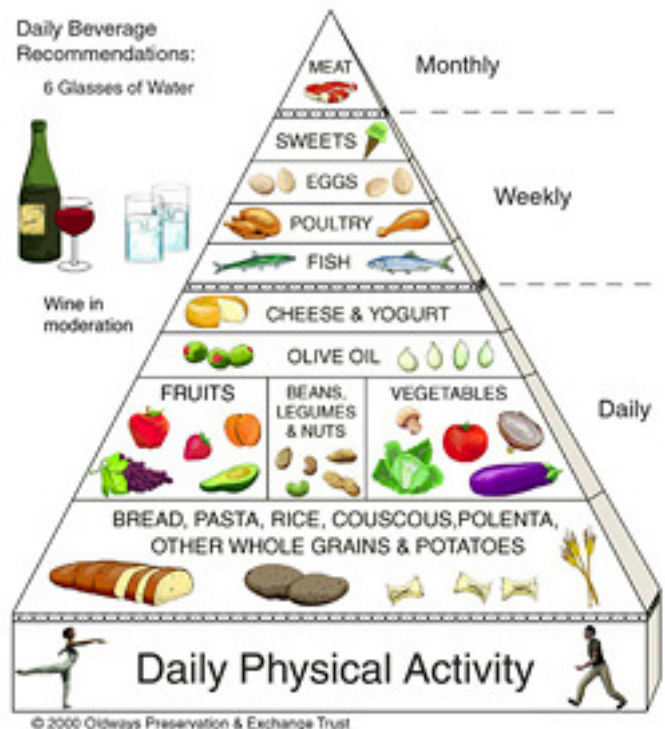 Daily Beverage
Recommendations:
6 Glasses of Water
Wine in
moderation
MEAT
Monthly
SWEETS
EGGS
Weekly
POULTRY
FISH
CHEESE & YOGURT
OLIVE OIL
FRUITS
BEANS,
LEGUMES
& NUTS
VEGETABLES
Daily
BREAD, PASTA, RICE, COUSCOUS,POLENTA,
OTHER WHOLE GRAINS & POTATOES
Daily Physical Activity
© 2000 Oldways Preservation & Exchange Trust